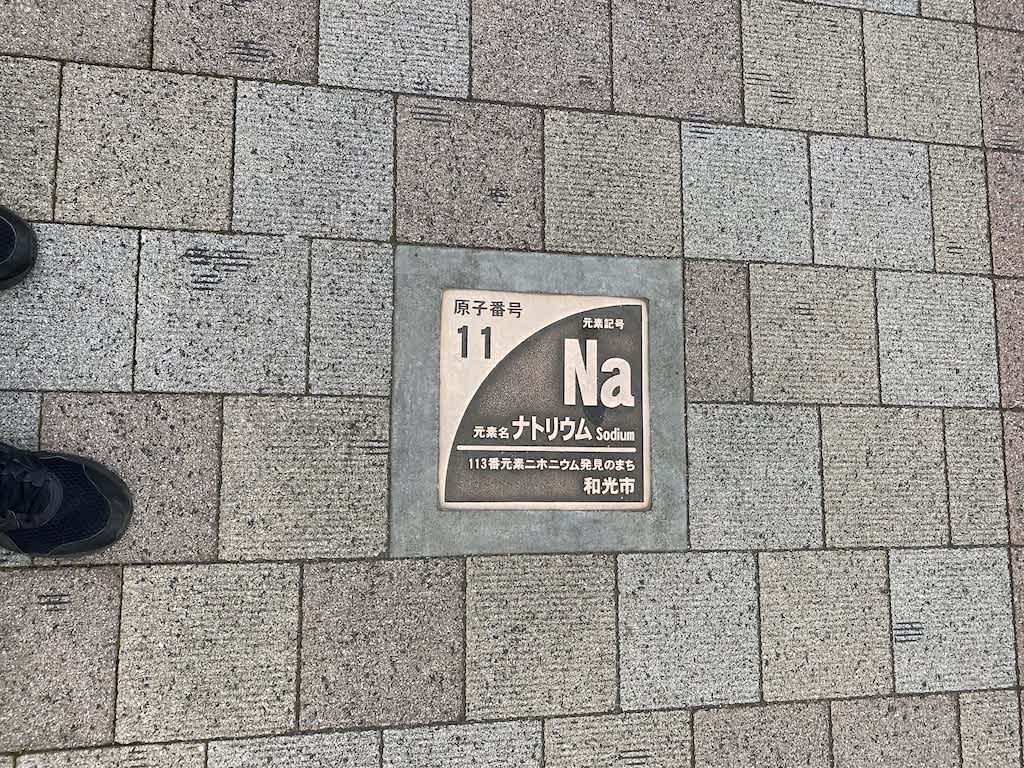 原子番号
11
元素記号
Na
元素名 ナトリウム Sodium
113番元素ニホニウム発見のまち
和光市